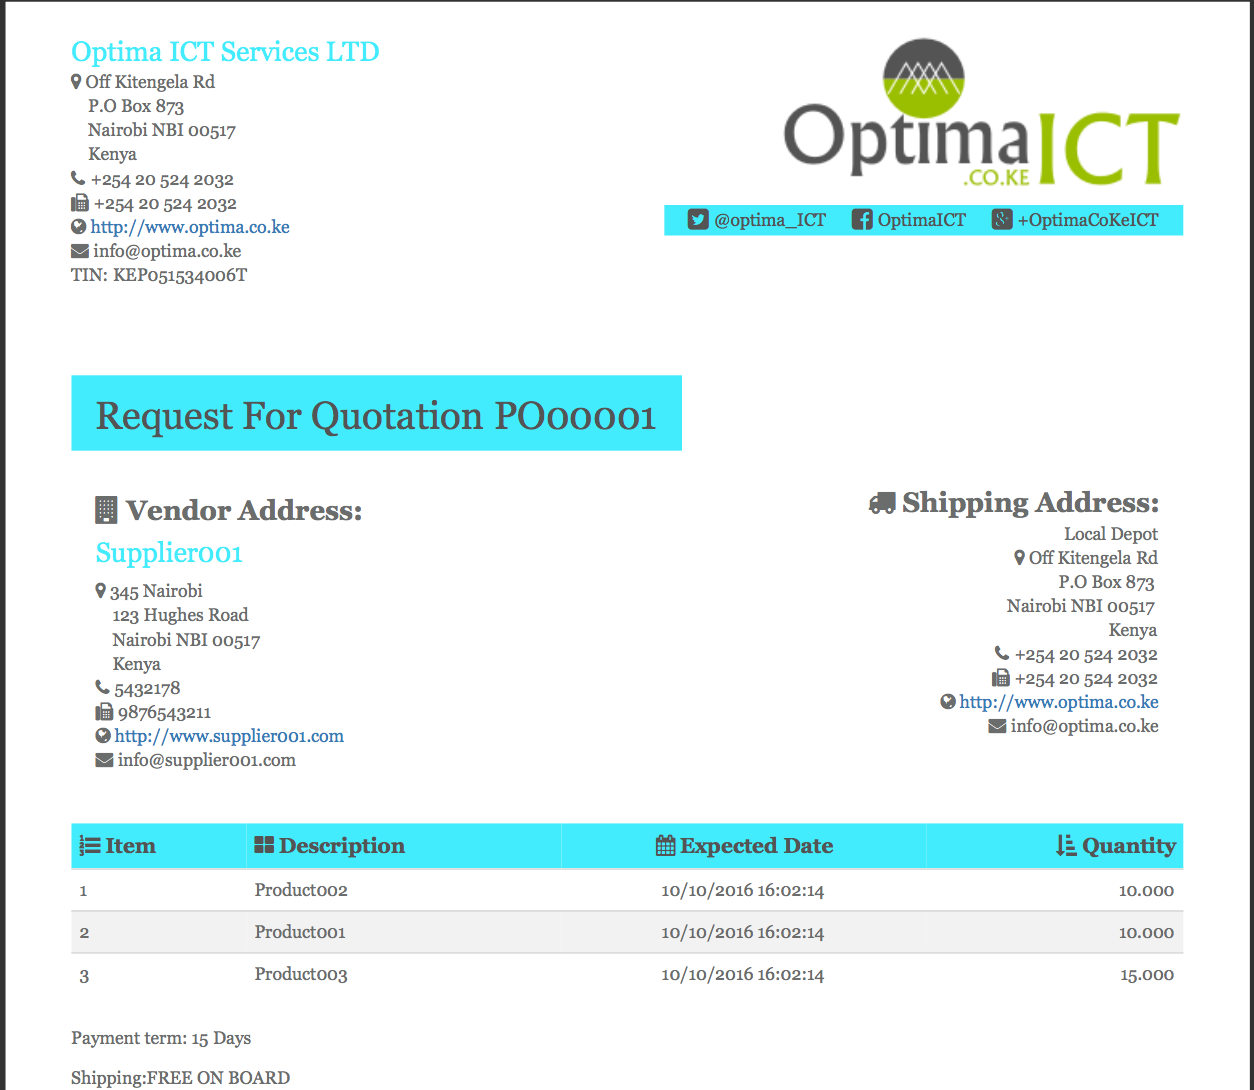 Optima ICT Services LTD
Off Kitengela Rd
P.O Box 873
Nairobi NBI 00517
Kenya
+254 20 524 2032
+254 20 524 2032
http://www.optima.co.ke
info@optima.co.ke
TIN: KEP051534006T
OptimaICT
.CO.KE
@optima_ICT OptimaICT +OptimaCoKeICT
Request For Quotation PO00001
Vendor Address:
Supplier001
345 Nairobi
123 Hughes Road
Nairobi NBI 00517
Kenya
5432178
9876543211
http://www.supplier001.com
info@supplier001.com
Shipping Address:
Local Depot
Off Kitengela Rd
P.O Box 873
Nairobi NBI 00517
Kenya
+254 20 524 2032
+254 20 524 2032
http://www.optima.co.ke
info@optima.co.ke
Item Description Expected Date Quantity
1 Product002 10/10/2016 16:02:14 10.000
2 Product001 10/10/2016 16:02:14 10.000
3 Product003 10/10/2016 16:02:14 15.000
Payment term: 15 Days
Shipping:FREE ON BOARD